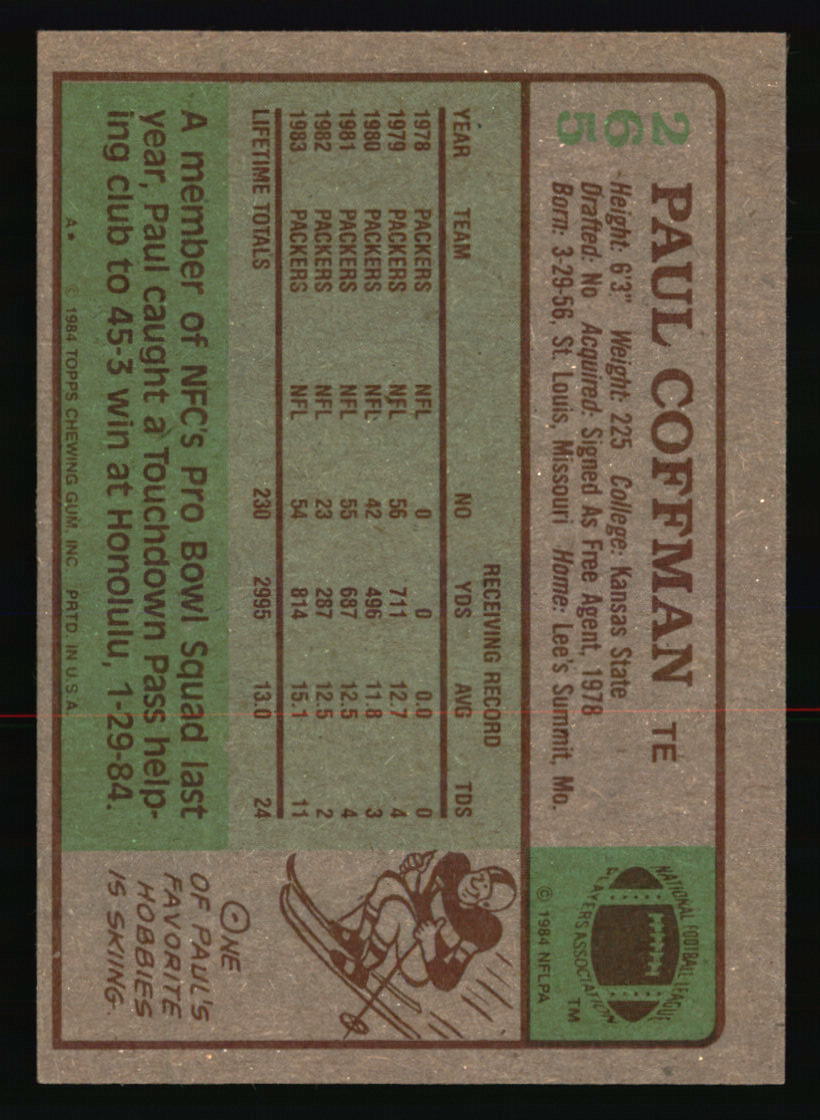 265
PAUL COFFMAN TE
Height: 6'3" Weight: 225 College: Kansas State
Drafted: No Acquired: Signed As Free Agent, 1978
Born: 3-29-56, St. Louis, Missouri Home: Lee's Summit, Mo.
NATIONAL FOOTBALL LEAGUE
PLAYERS ASSOCIATION
TM
© 1984 NFLPA
RECEIVING RECORD
YEAR TEAM NO YDS AVG TDS
1978 PACKERS NFL 0 0 0.0 0
1979 PACKERS NFL 56 711 12.7 4
1980 PACKERS NFL 42 496 11.8 3
1981 PACKERS NFL 55 687 12.5 4
1982 PACKERS NFL 23 287 12.5 2
1983 PACKERS NFL 54 814 15.1 11
LIFETIME TOTALS 230 2995 13.0 24
A member of NFC's Pro Bowl Squad last
year, Paul caught a Touchdown Pass help-
ing club to 45-3 win at Honolulu, 1-29-84.
A* © 1984 TOPPS CHEWING GUM, INC. PRTD. IN U.S.A.
ONE
OF PAUL'S
FAVORITE
HOBBIES
IS SKIING.